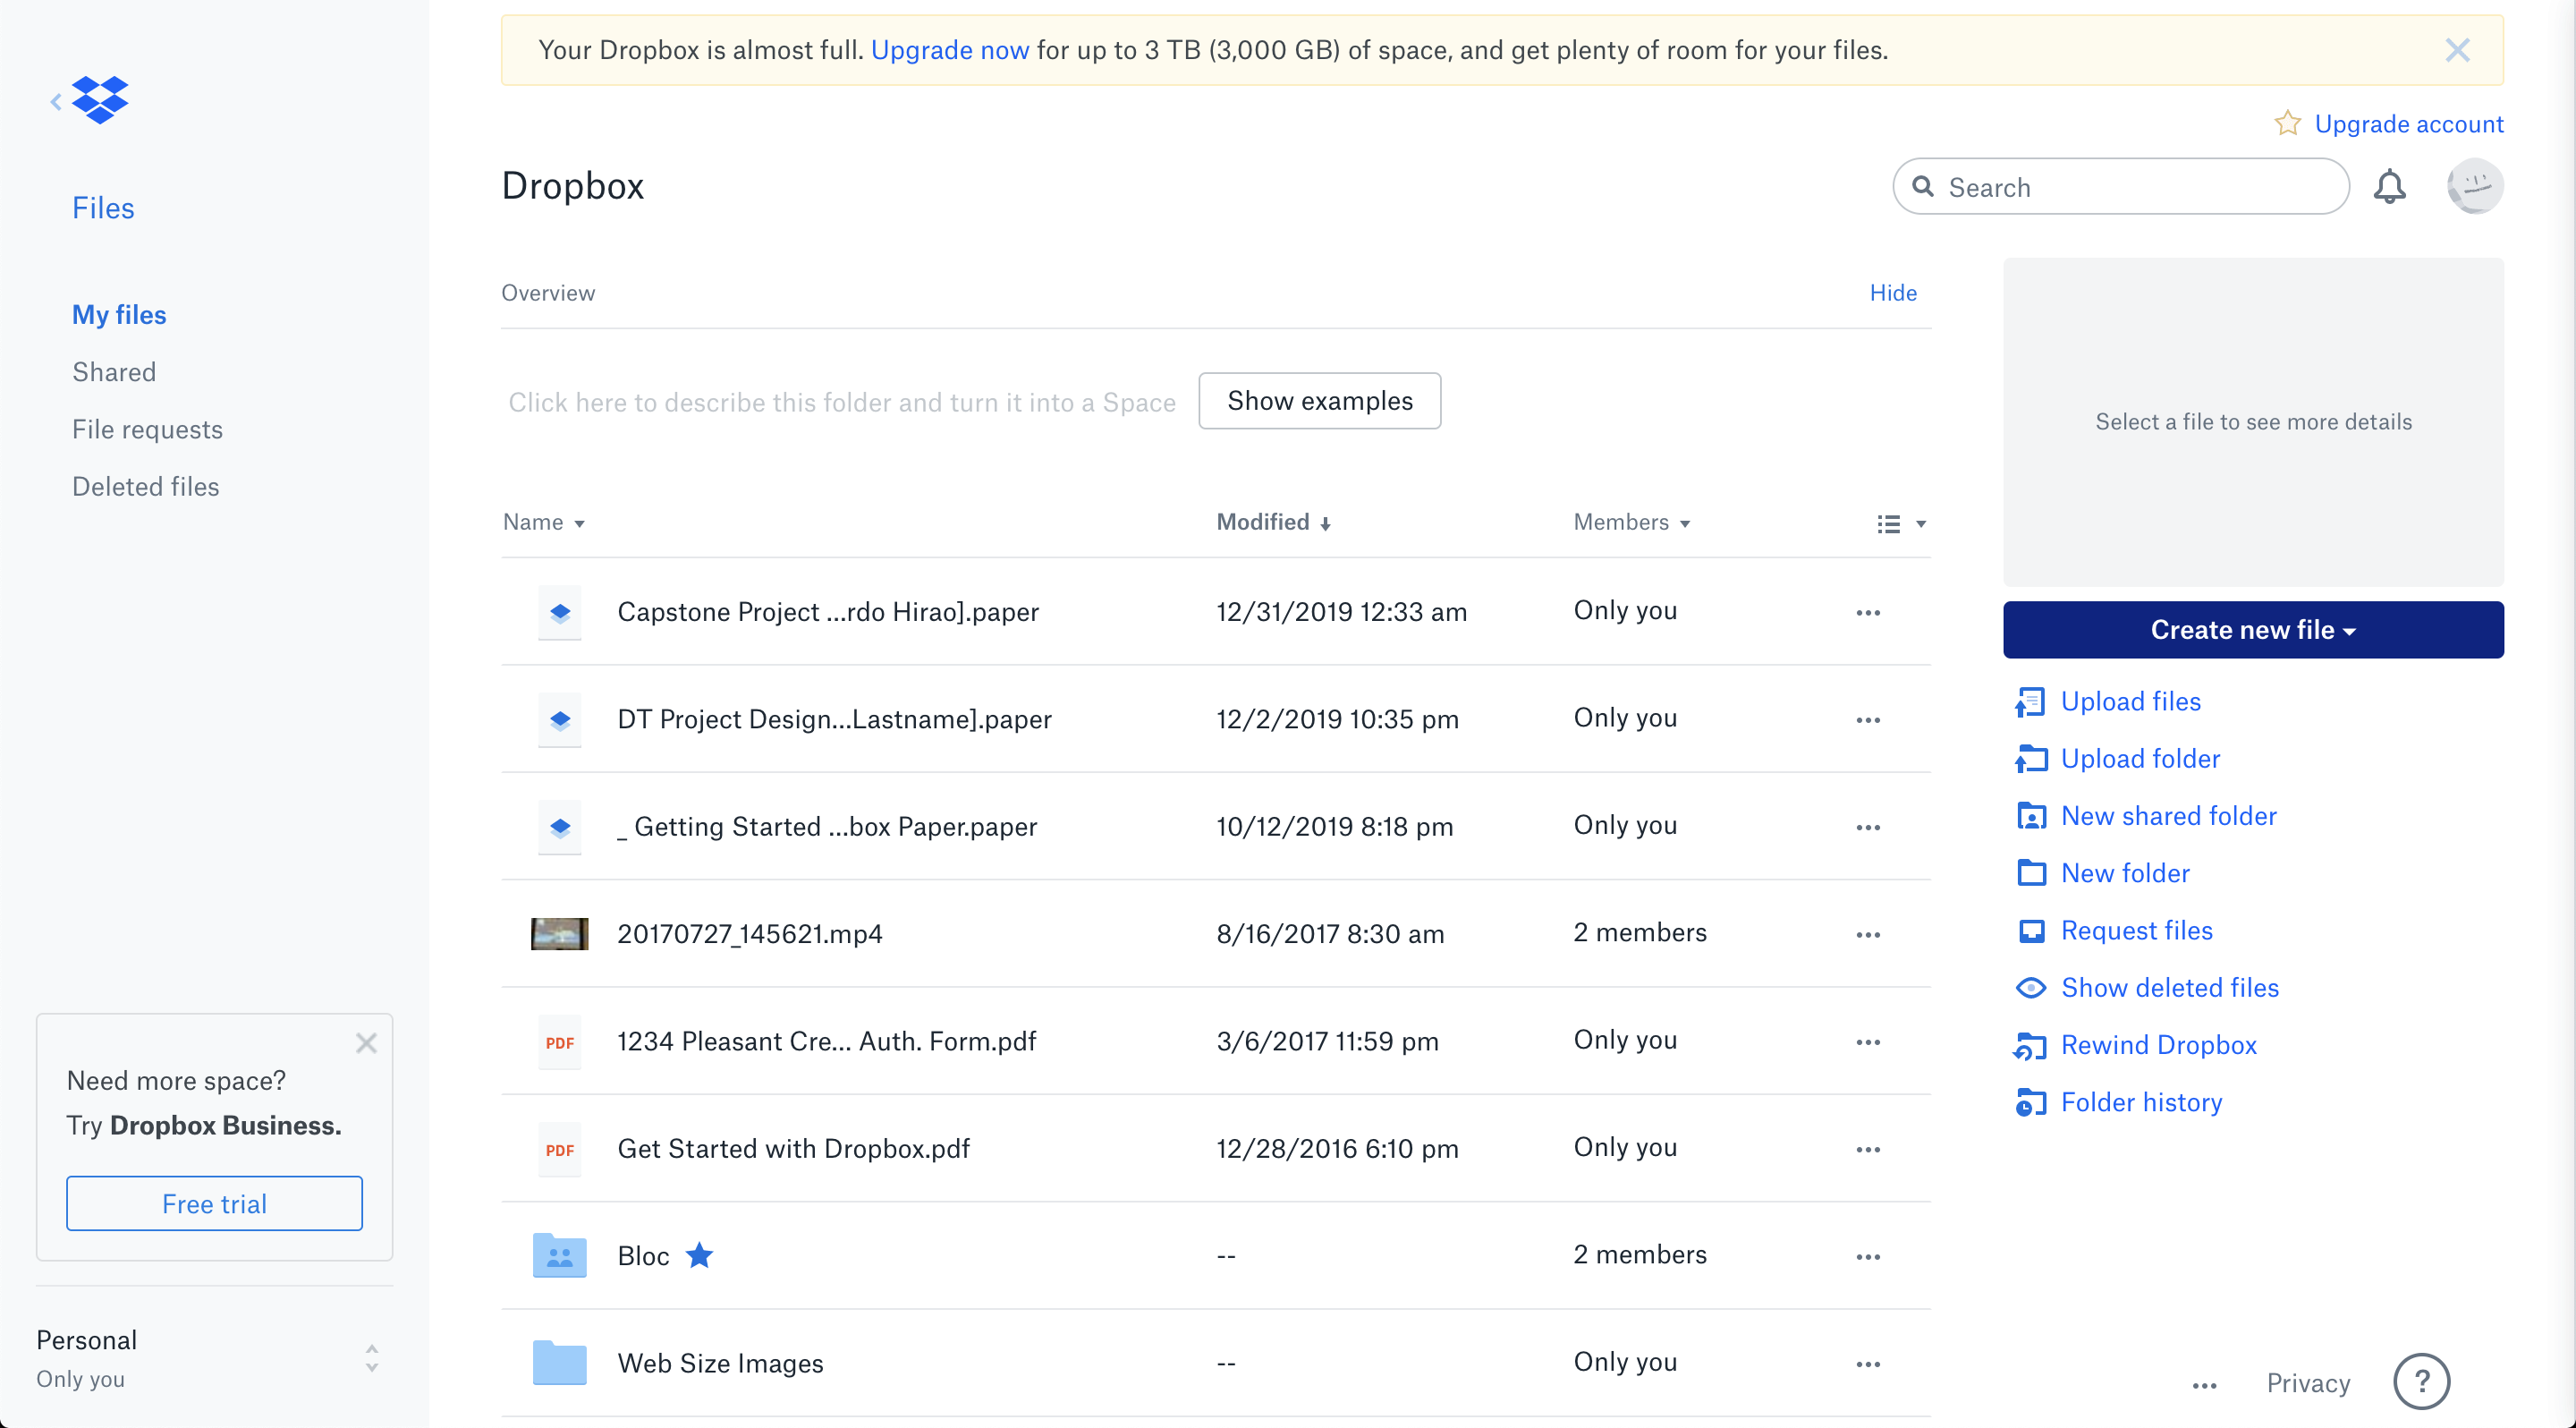 Your Dropbox is almost full. Upgrade now for up to 3 TB (3,000 GB) of space, and get plenty of room for your files.
Upgrade account
Files
My files
Shared
File requests
Deleted files
Need more space?
Try Dropbox Business.
Free trial
Personal
Only you
Dropbox
Search
Overview
Hide
Click here to describe this folder and turn it into a Space
Show examples
Name Modified Members
Capstone Project ...rdo Hirao].paper 12/31/2019 12:33 am Only you
DT Project Design...Lastname].paper 12/2/2019 10:35 pm Only you
_ Getting Started ...box Paper.paper 10/12/2019 8:18 pm Only you
20170727_145621.mp4 8/16/2017 8:30 am 2 members
PDF 1234 Pleasant Cre... Auth. Form.pdf 3/6/2017 11:59 pm Only you
PDF Get Started with Dropbox.pdf 12/28/2016 6:10 pm Only you
Bloc -- 2 members
Web Size Images -- Only you
Select a file to see more details
Create new file
Upload files
Upload folder
New shared folder
New folder
Request files
Show deleted files
Rewind Dropbox
Folder history
... Privacy ?